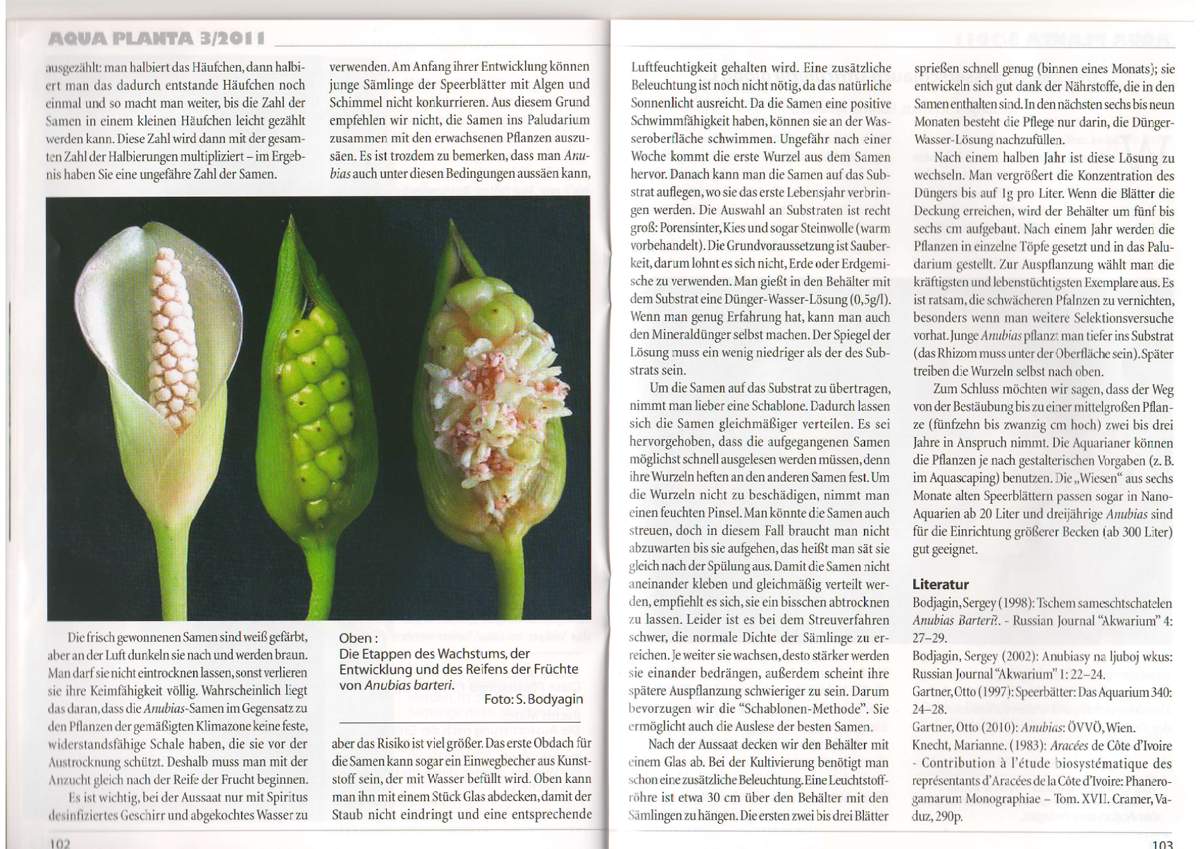 AQUA PLANTA 3/2011
ausgezählt: man halbiert das Häufchen, dann halbi-
ert man das dadurch entstande Häufchen noch
einmal und so macht man weiter, bis die Zahl der
Samen in einem kleinen Häufchen leicht gezählt
werden kann. Diese Zahl wird dann mit der gesam-
ten Zahl der Halbierungen multipliziert – im Ergeb-
nis haben Sie eine ungefähre Zahl der Samen.
verwenden. Am Anfang ihrer Entwicklung können
junge Sämlinge der Speerblätter mit Algen und
Schimmel nicht konkurrieren. Aus diesem Grund
empfehlen wir nicht, die Samen ins Paludarium
zusammen mit den erwachsenen Pflanzen auszu-
säen. Es ist trozdem zu bemerken, dass man Anu-
bias auch unter diesen Bedingungen aussäen kann,
Die frisch gewonnenen Samen sind weiß gefärbt,
aber an der Luft dunkeln sie nach und werden braun.
Man darf sie nicht eintrocknen lassen, sonst verlieren
sie ihre Keimfähigkeit völlig. Wahrscheinlich liegt
das daran, dass die Anubias-Samen im Gegensatz zu
den Pflanzen der gemäßigten Klimazone keine feste,
widerstandsfähige Schale haben, die sie vor der
Austrocknung schützt. Deshalb muss man mit der
Anzucht gleich nach der Reife der Frucht beginnen.
Es ist wichtig, bei der Aussaat nur mit Spiritus
desinfiziertes Geschirr und abgekochtes Wasser zu
Oben :
Die Etappen des Wachstums, der
Entwicklung und des Reifens der Früchte
von Anubias barteri.
Foto: S. Bodyagin
aber das Risiko ist viel größer. Das erste Obdach für
die Samen kann sogar ein Einwegbecher aus Kunst-
stoff sein, der mit Wasser befüllt wird. Oben kann
man ihn mit einem Stück Glas abdecken, damit der
Staub nicht eindringt und eine entsprechende
102
Luftfeuchtigkeit gehalten wird. Eine zusätzliche
Beleuchtung ist noch nicht nötig, da das natürliche
Sonnenlicht ausreicht. Da die Samen eine positive
Schwimmfähigkeit haben, können sie an der Was-
seroberfläche schwimmen. Ungefähr nach einer
Woche kommt die erste Wurzel aus dem Samen
hervor. Danach kann man die Samen auf das Sub-
strat auflegen, wo sie das erste Lebensjahr verbrin-
gen werden. Die Auswahl an Substraten ist recht
groß: Porensinter, Kies und sogar Steinwolle (warm
vorbehandelt). Die Grundvoraussetzung ist Sauber-
keit, darum lohnt es sich nicht, Erde oder Erdgemi-
sche zu verwenden. Man gießt in den Behälter mit
dem Substrat eine Dünger-Wasser-Lösung (0,5g/l).
Wenn man genug Erfahrung hat, kann man auch
den Mineraldünger selbst machen. Der Spiegel der
Lösung muss ein wenig niedriger als der des Sub-
strats sein.
Um die Samen auf das Substrat zu übertragen,
nimmt man lieber eine Schablone. Dadurch lassen
sich die Samen gleichmäßiger verteilen. Es sei
hervorgehoben, dass die aufgegangenen Samen
möglichst schnell ausgelesen werden müssen, denn
ihre Wurzeln heften an den anderen Samen fest. Um
die Wurzeln nicht zu beschädigen, nimmt man
einen feuchten Pinsel. Man könnte die Samen auch
streuen, doch in diesem Fall braucht man nicht
abzuwarten bis sie aufgehen, das heißt man sät sie
gleich nach der Spülung aus. Damit die Samen nicht
aneinander kleben und gleichmäßig verteilt wer-
den, empfiehlt es sich, sie ein bisschen abtrocknen
zu lassen. Leider ist es bei dem Streuverfahren
schwer, die normale Dichte der Sämlinge zu er-
reichen. Je weiter sie wachsen, desto stärker werden
sie einander bedrängen, außerdem scheint ihre
spätere Auspflanzung schwieriger zu sein. Darum
bevorzugen wir die "Schablonen-Methode". Sie
ermöglicht auch die Auslese der besten Samen.
Nach der Aussaat decken wir den Behälter mit
einem Glas ab. Bei der Kultivierung benötigt man
schon eine zusätzliche Beleuchtung. Eine Leuchtstoff-
röhre ist etwa 30 cm über den Behälter mit den
Sämlingen zu hängen. Die ersten zwei bis drei Blätter
sprießen schnell genug (binnen eines Monats); sie
entwickeln sich gut dank der Nährstoffe, die in den
Samen enthalten sind. In den nächsten sechs bis neun
Monaten besteht die Pflege nur darin, die Dünger-
Wasser-Lösung nachzufüllen.
Nach einem halben Jahr ist diese Lösung zu
wechseln. Man vergrößert die Konzentration des
Düngers bis auf 1g pro Liter. Wenn die Blätter die
Deckung erreichen, wird der Behälter um fünf bis
sechs cm aufgebaut. Nach einem Jahr werden die
Pflanzen in einzelne Töpfe gesetzt und in das Palu-
darium gestellt. Zur Auspflanzung wählt man die
kräftigsten und lebenstüchtigsten Exemplare aus. Es
ist ratsam, die schwächeren Pfalnzen zu vernichten,
besonders wenn man weitere Selektionsversuche
vorhat. Junge Anubias pflanzt man tiefer ins Substrat
(das Rhizom muss unter der Oberfläche sein). Später
treiben die Wurzeln selbst nach oben.
Zum Schluss möchten wir sagen, dass der Weg
von der Bestäubung bis zu einer mittelgroßen Pflan-
ze (fünfzehn bis zwanzig cm hoch) zwei bis drei
Jahre in Anspruch nimmt. Die Aquarianer können
die Pflanzen je nach gestalterischen Vorgaben (z. B.
im Aquascaping) benutzen. Die „Wiesen" aus sechs
Monate alten Speerblättern passen sogar in Nano-
Aquarien ab 20 Liter und dreijährige Anubias sind
für die Einrichtung größerer Becken (ab 300 Liter)
gut geeignet.
Literatur
Bodjagin, Sergey (1998): Tschem sameschtschatelen
Anubias Barteri!. - Russian Journal "Akwarium" 4:
27–29.
Bodjagin, Sergey (2002): Anubiasy na ljuboj wkus:
Russian Journal "Akwarium" 1: 22–24.
Gartner, Otto (1997): Speerbätter: Das Aquarium 340:
24–28.
Gartner, Otto (2010): Anubias: ÖVVÖ, Wien.
Knecht, Marianne. (1983): Aracées de Côte d'Ivoire
- Contribution à l'étude biosystématique des
représentants d'Aracées de la Côte d'Ivoire: Phanero-
gamarum Monographiae – Tom. XVII. Cramer, Va-
duz, 290p.
103